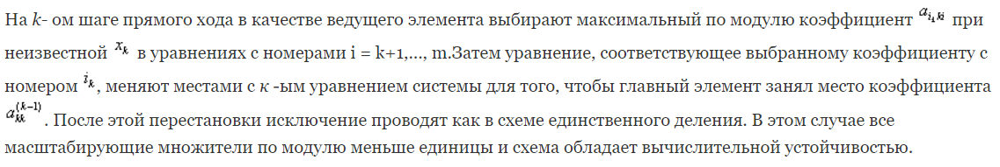 На k- ом шаге прямого хода в качестве ведущего элемента выбирают максимальный по модулю коэффициент a_{i_k ki} при
неизвестной x_k в уравнениях с номерами i = k+1,..., m.Затем уравнение, соответствующее выбранному коэффициенту с
номером i_k, меняют местами с к -ым уравнением системы для того, чтобы главный элемент занял место коэффициента
a_{kk}^{(k-1)}. После этой перестановки исключение проводят как в схеме единственного деления. В этом случае все
масштабирующие множители по модулю меньше единицы и схема обладает вычислительной устойчивостью.